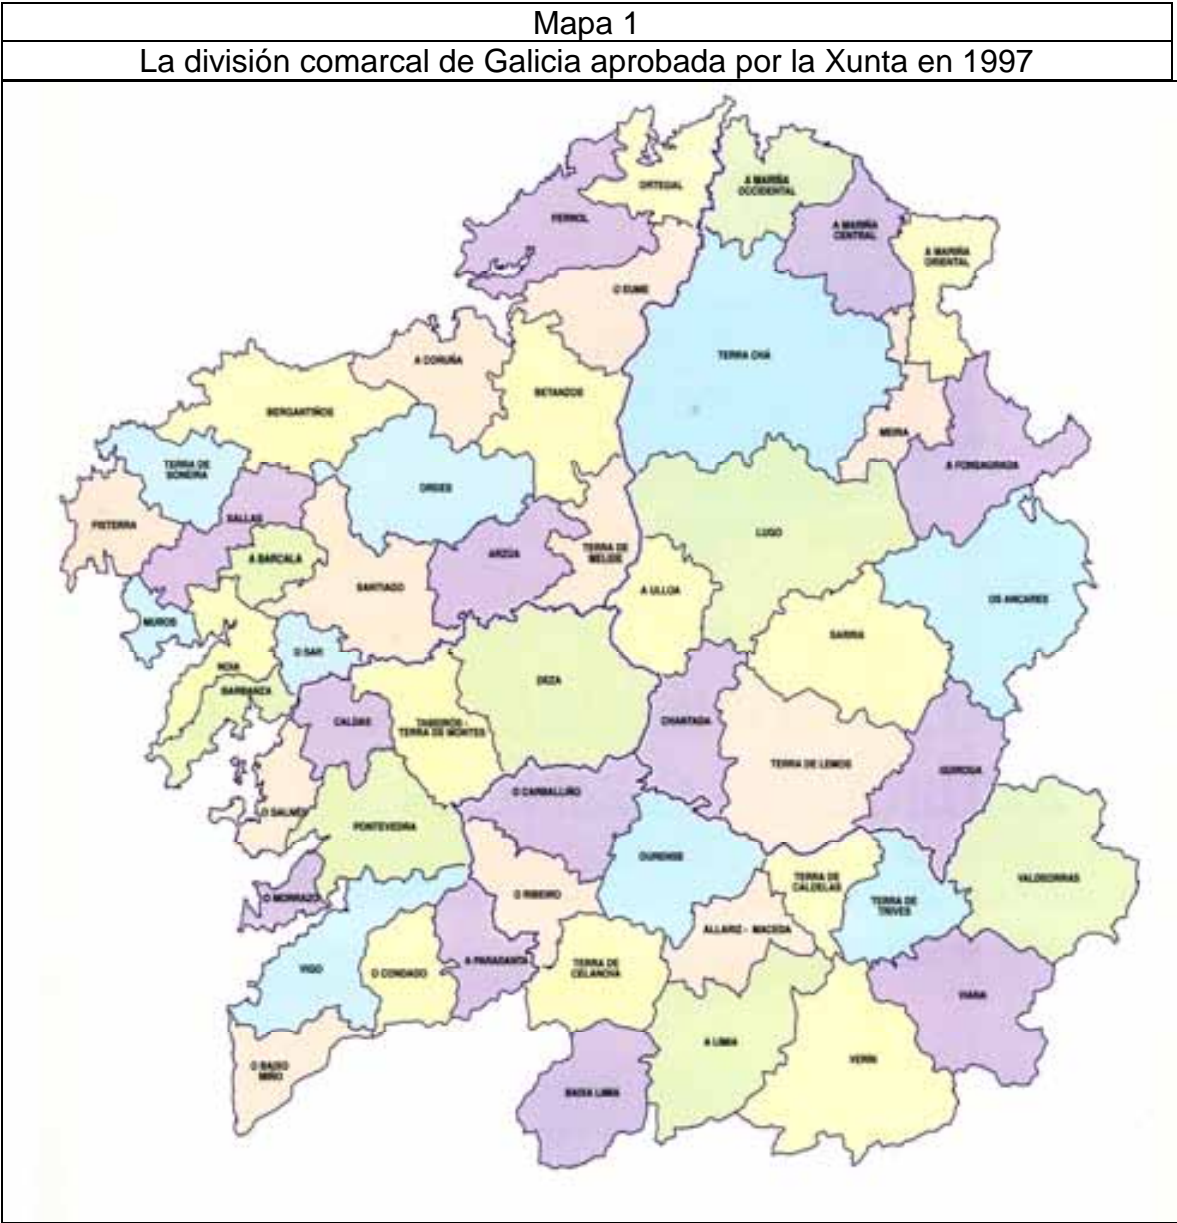 Mapa 1
La división comarcal de Galicia aprobada por la Xunta en 1997
ORTEGAL
A MARIÑA
OCCIDENTAL
FERROL
A MARIÑA
CENTRAL
A MARIÑA
ORIENTAL
O EUME
A CORUÑA
TERRA CHÁ
BETANZOS
BERGANTIÑOS
MEIRA
TERRA DE
SONEIRA
A FONSAGRADA
ORDES
FISTERRA
XALLAS
LUGO
A BARCALA
ARZÚA
TERRA DE
MELIDE
SANTIAGO
A ULLOA
OS ANCARES
MUROS
SARRIA
O SAR
NOIA
DEZA
BARBANZA
CALDAS
TABEIRÓS -
TERRA DE MONTES
CHANTADA
TERRA DE LEMOS
QUIROGA
O CARBALLIÑO
O SALNÉS
PONTEVEDRA
OURENSE
TERRA DE
CALDELAS
VALDEORRAS
O MORRAZO
O RIBEIRO
TERRA DE
TRIVES
ALLARIZ - MACEDA
VIGO
O CONDADO
A PARADANTA
TERRA DE
CELANOVA
VIANA
A LIMIA
VERÍN
O BAIXO
MIÑO
BAIXA LIMIA